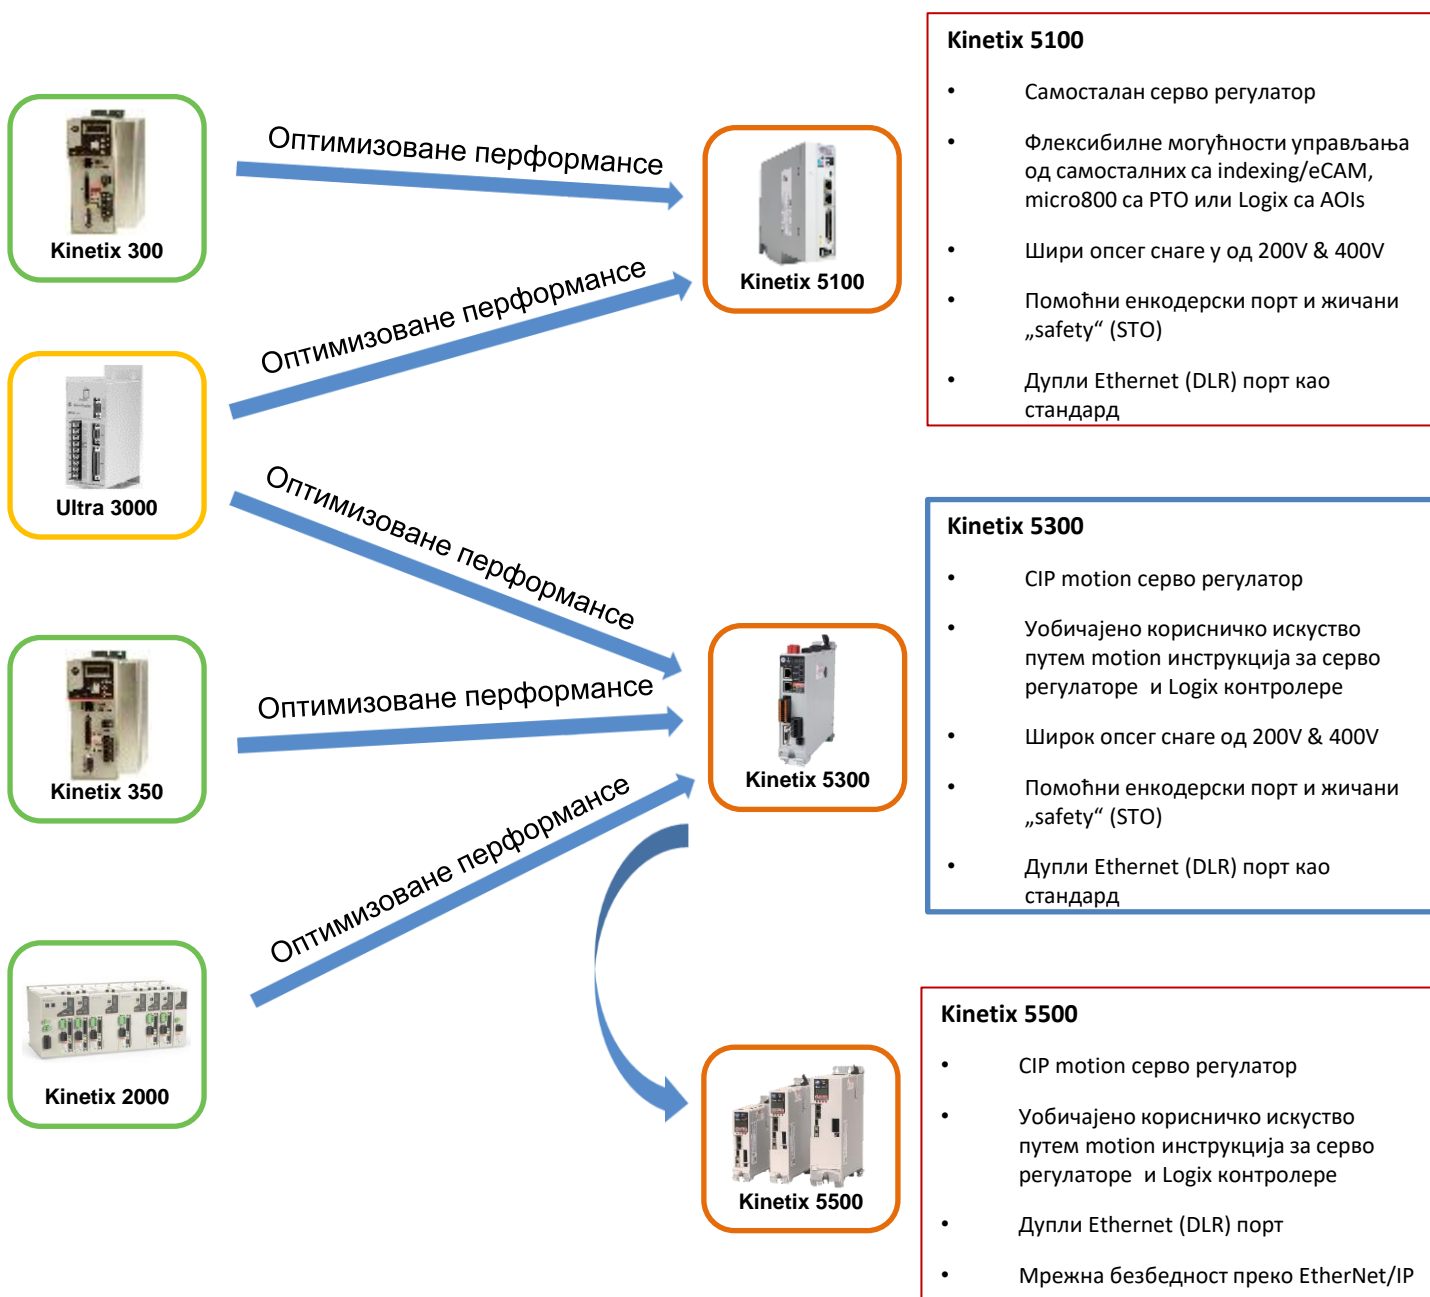 Kinetix 300
Ultra 3000
Kinetix 350
Kinetix 2000
Оптимизоване перформансе
Оптимизоване перформансе
Оптимизоване перформансе
Оптимизоване перформансе
Оптимизоване перформансе
Kinetix 5100
Kinetix 5300
Kinetix 5500
Kinetix 5100
• Самосталан серво регулатор
• Флексибилне могућности управљања
од самосталних са indexing/eCAM,
micro800 са PTO или Logix са AOIs
• Шири опсег снаге у од 200V & 400V
• Помоћни енкодерски порт и жичани
„safety“ (STO)
• Дупли Ethernet (DLR) порт као
стандард
Kinetix 5300
• CIP motion серво регулатор
• Уобичајено корисничко искуство
путем motion инструкција за серво
регулаторе и Logix контролере
• Широк опсег снаге од 200V & 400V
• Помоћни енкодерски порт и жичани
„safety“ (STO)
• Дупли Ethernet (DLR) порт као
стандард
Kinetix 5500
• CIP motion серво регулатор
• Уобичајено корисничко искуство
путем motion инструкција за серво
регулаторе и Logix контролере
• Дупли Ethernet (DLR) порт
• Мрежна безбедност преко EtherNet/IP